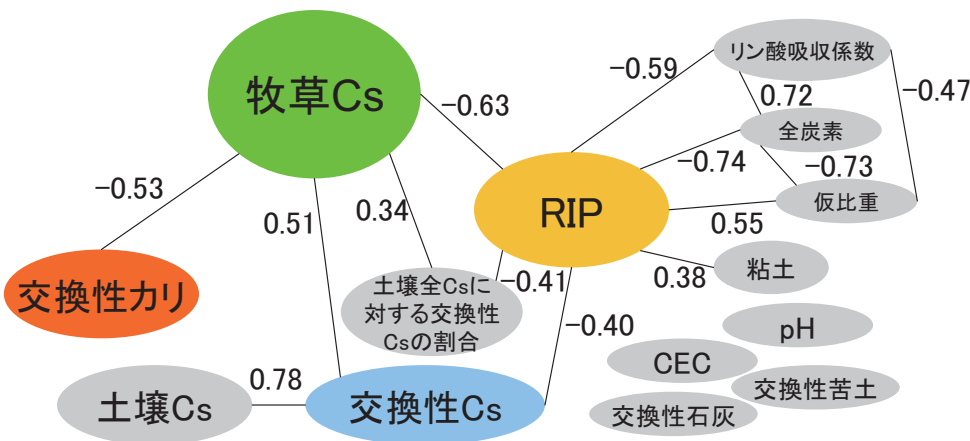 リン酸吸収係数
牧草Cs
−0.59
−0.63
0.72
−0.47
全炭素
−0.74
−0.73
−0.53
RIP
仮比重
0.34
0.51
0.55
粘土
0.38
−0.41
交換性カリ
土壌全Csに
対する交換性
Csの割合
−0.40
pH
CEC
0.78
交換性苦土
土壌Cs
交換性Cs
交換性石灰